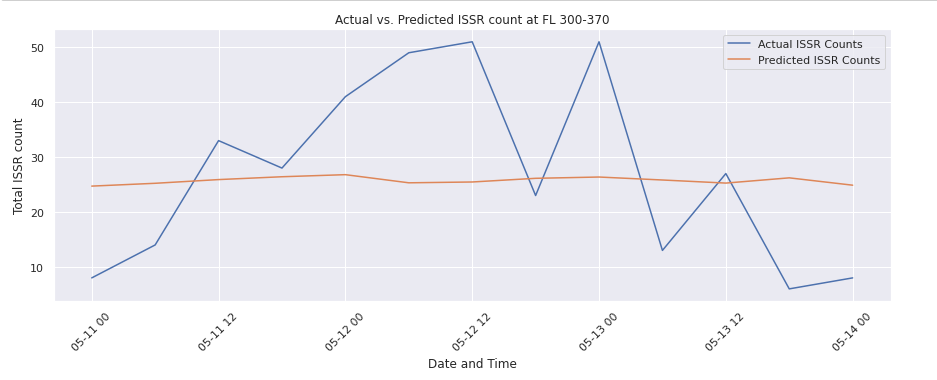 Actual vs. Predicted ISSR count at FL 300-370
Actual ISSR Counts
Predicted ISSR Counts
Total ISSR count
50
40
30
20
10
05-11 00
05-11 12
05-12 00
05-12 12
05-13 00
05-13 12
05-14 00
Date and Time